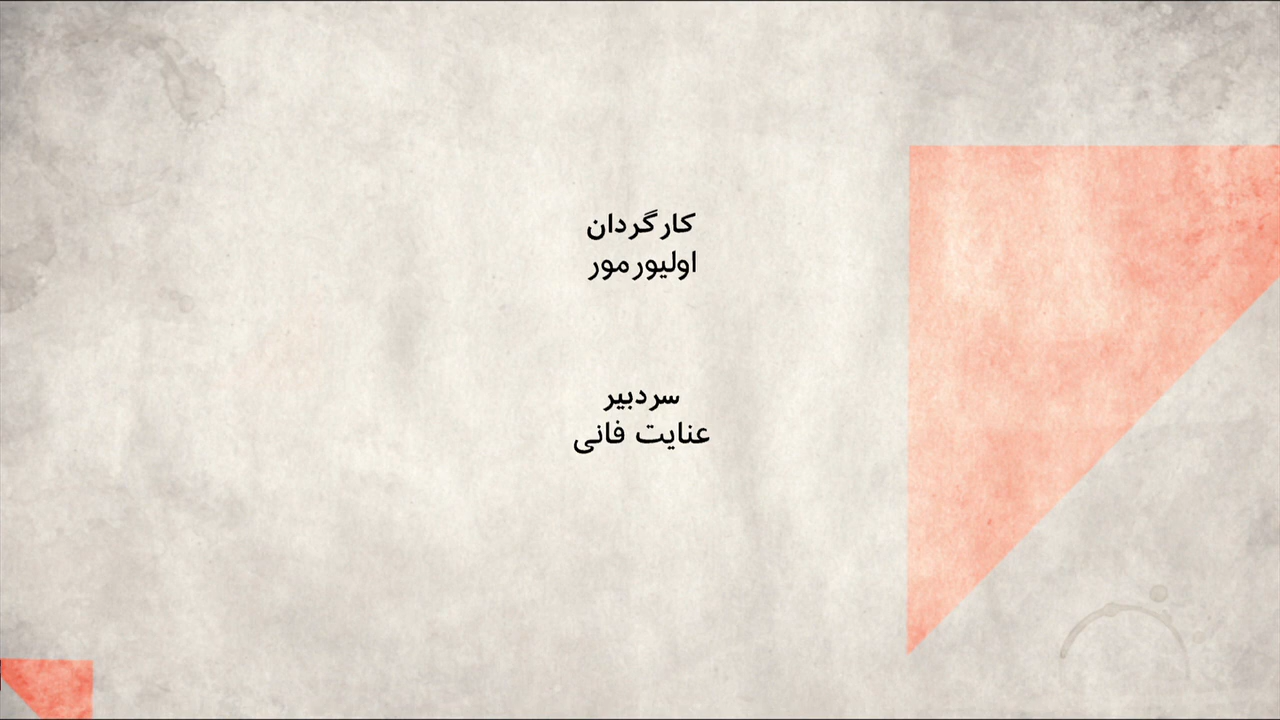 کارگردان
اولیور مور
سردبیر
عنایت فانی